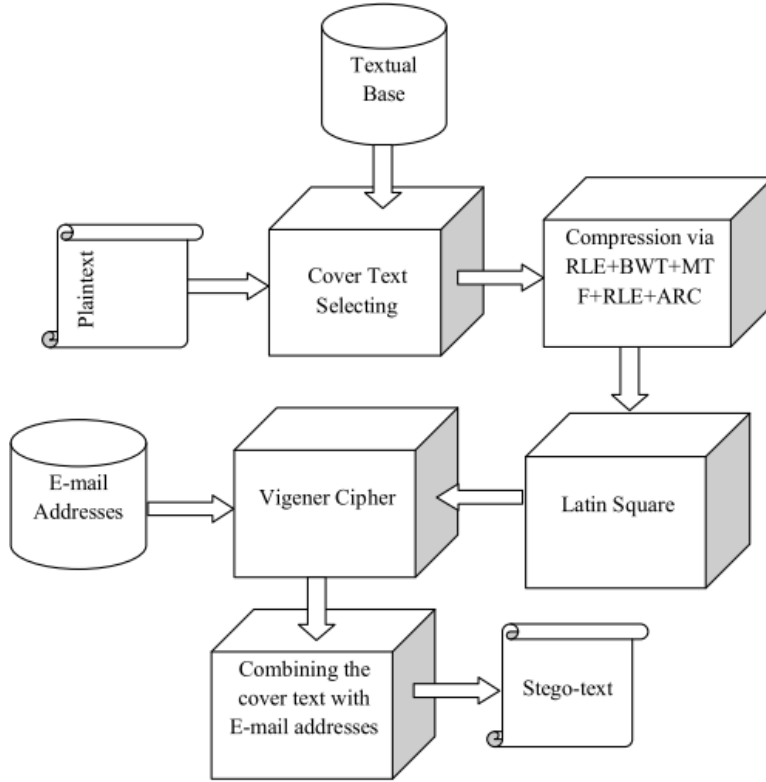 Textual
Base
Plaintext
Cover Text
Selecting
Compression via
RLE+BWT+MT
F+RLE+ARC
E-mail
Addresses
Vigener Cipher
Latin Square
Combining the
cover text with
E-mail addresses
Stego-text